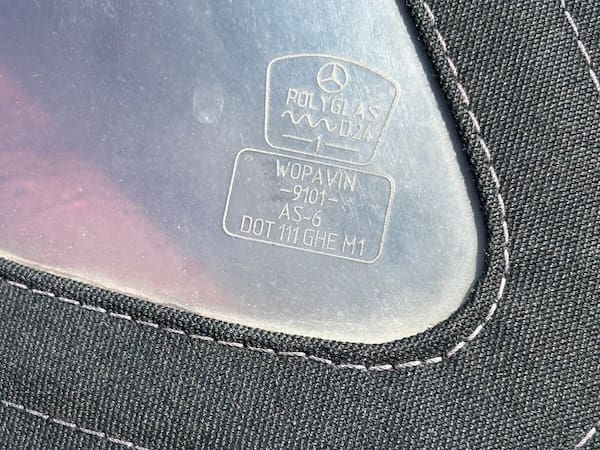 POLYGLAS
D24
1
WOPAVIN
-9101-
AS-6
DOT 111 GHE M1